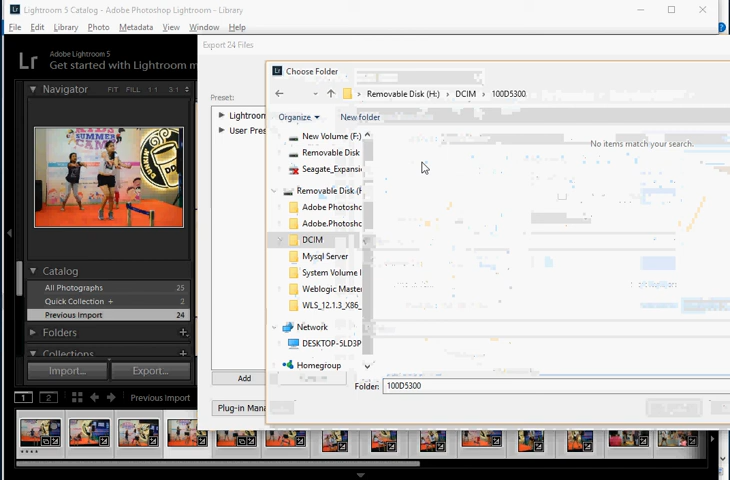 Lightroom 5 Catalog - Adobe Photoshop Lightroom - Library
File Edit Library Photo Metadata View Window Help
Lr Adobe Lightroom 5
Get started with Lightroom m
Navigator FIT FILL 1:1 3:1
Catalog
All Photographs 25
Quick Collection + 2
Previous Import 24
Folders
Collections
Import... Export...
1 2 Previous Import
Export 24 Files
Preset:
Lightroom
User Pres
Add
Plug-in Mana
Choose Folder
Removable Disk (H:) > DCIM > 100D5300
Organize New folder
New Volume (F:)
Removable Disk
Seagate_Expansi
Removable Disk (H
Adobe Photosho
Adobe.Photosho
DCIM
Mysql Server
System Volume I
Weblogic Master
WLS_12.1.3_X86_
Network
DESKTOP-5LD3P
Homegroup
No items match your search.
Folder: 100D5300